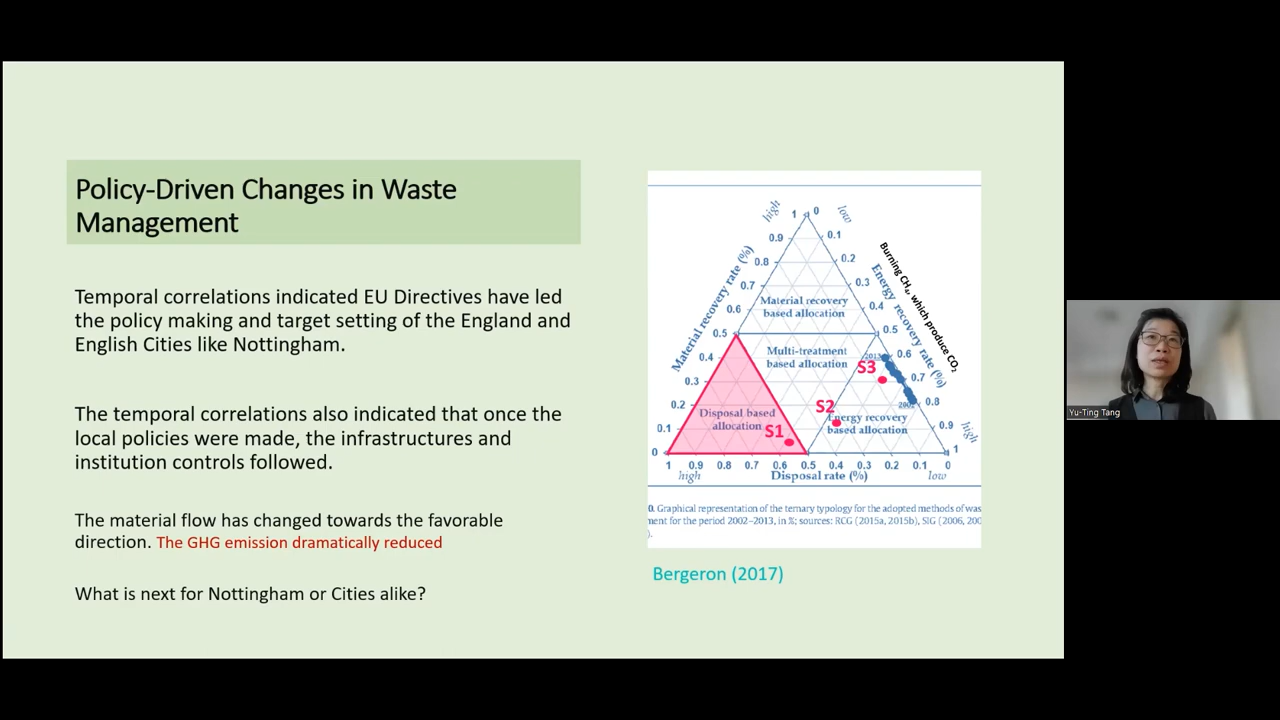 Policy-Driven Changes in Waste
Management
Temporal correlations indicated EU Directives have led
the policy making and target setting of the England and
English Cities like Nottingham.
The temporal correlations also indicated that once the
local policies were made, the infrastructures and
institution controls followed.
The material flow has changed towards the favorable
direction. The GHG emission dramatically reduced
What is next for Nottingham or Cities alike?
high
1
0
low
0.9
0.1
0.8
0.2
0.7
0.3
0.6
0.4
0.5
0.5
0.4
0.6
0.3
0.7
0.2
0.8
0.1
0.9
0
1
high
Material recovery rate (%)
Energy recovery rate (%)
Burning CH4, which produce CO2
Material recovery
based allocation
Multi-treatment
based allocation
2013
S3
S2
2002
Disposal based
allocation
S1
Energy recovery
based allocation
1 0.9 0.8 0.7 0.6 0.5 0.4 0.3 0.2 0.1 0
high Disposal rate (%) low
0. Graphical representation of the ternary typology for the adopted methods of was
ment for the period 2002–2013, in %; sources: RCG (2015a, 2015b), SIG (2006, 200
).
Bergeron (2017)
Yu-Ting Tang